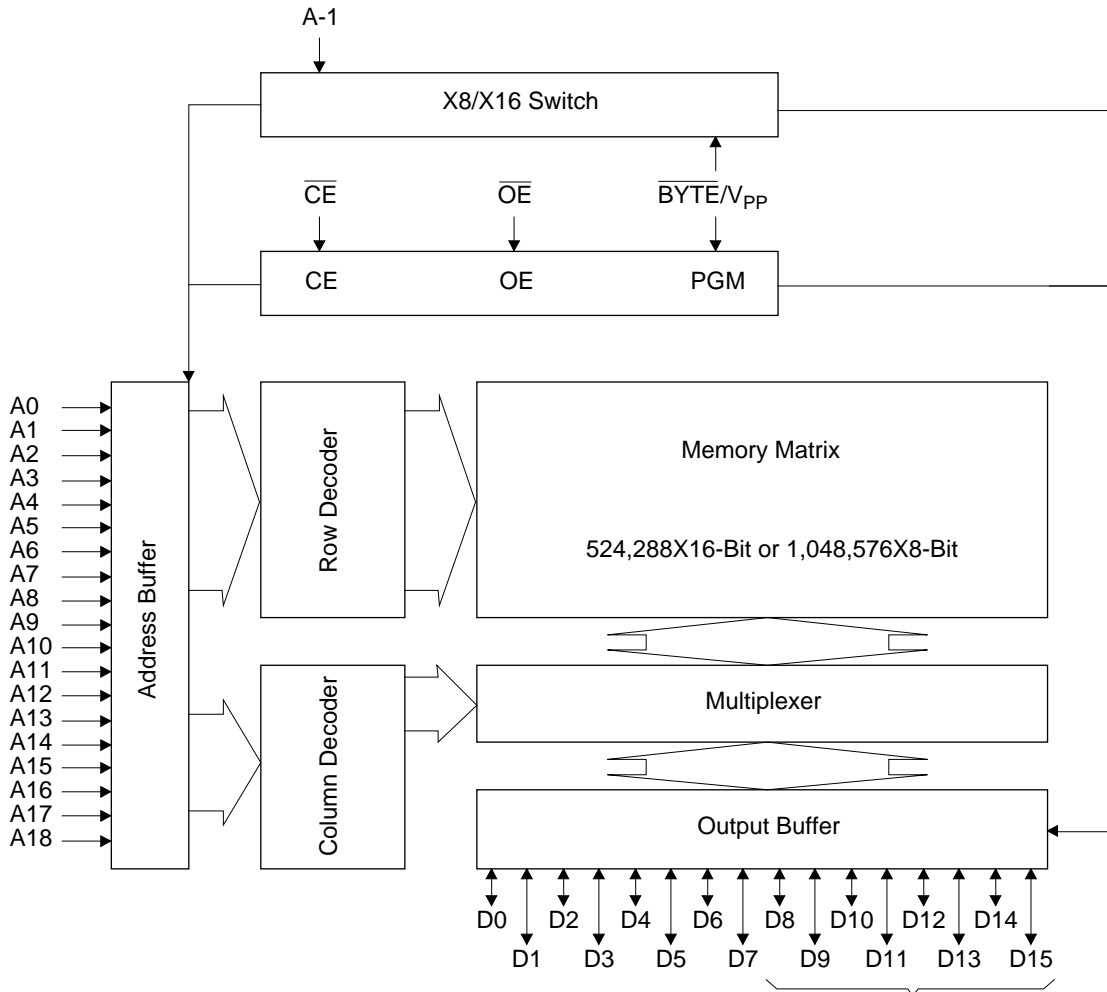 A-1
X8/X16 Switch
C̅E̅ O̅E̅ B̅Y̅T̅E̅/VPP
CE OE PGM
A0
A1
A2
A3
A4
A5
A6
A7
A8
A9
A10
A11
A12
A13
A14
A15
A16
A17
A18
Address Buffer
Row Decoder
Column Decoder
Memory Matrix
524,288X16-Bit or 1,048,576X8-Bit
Multiplexer
Output Buffer
D0 D2 D4 D6 D8 D10 D12 D14
D1 D3 D5 D7 D9 D11 D13 D15